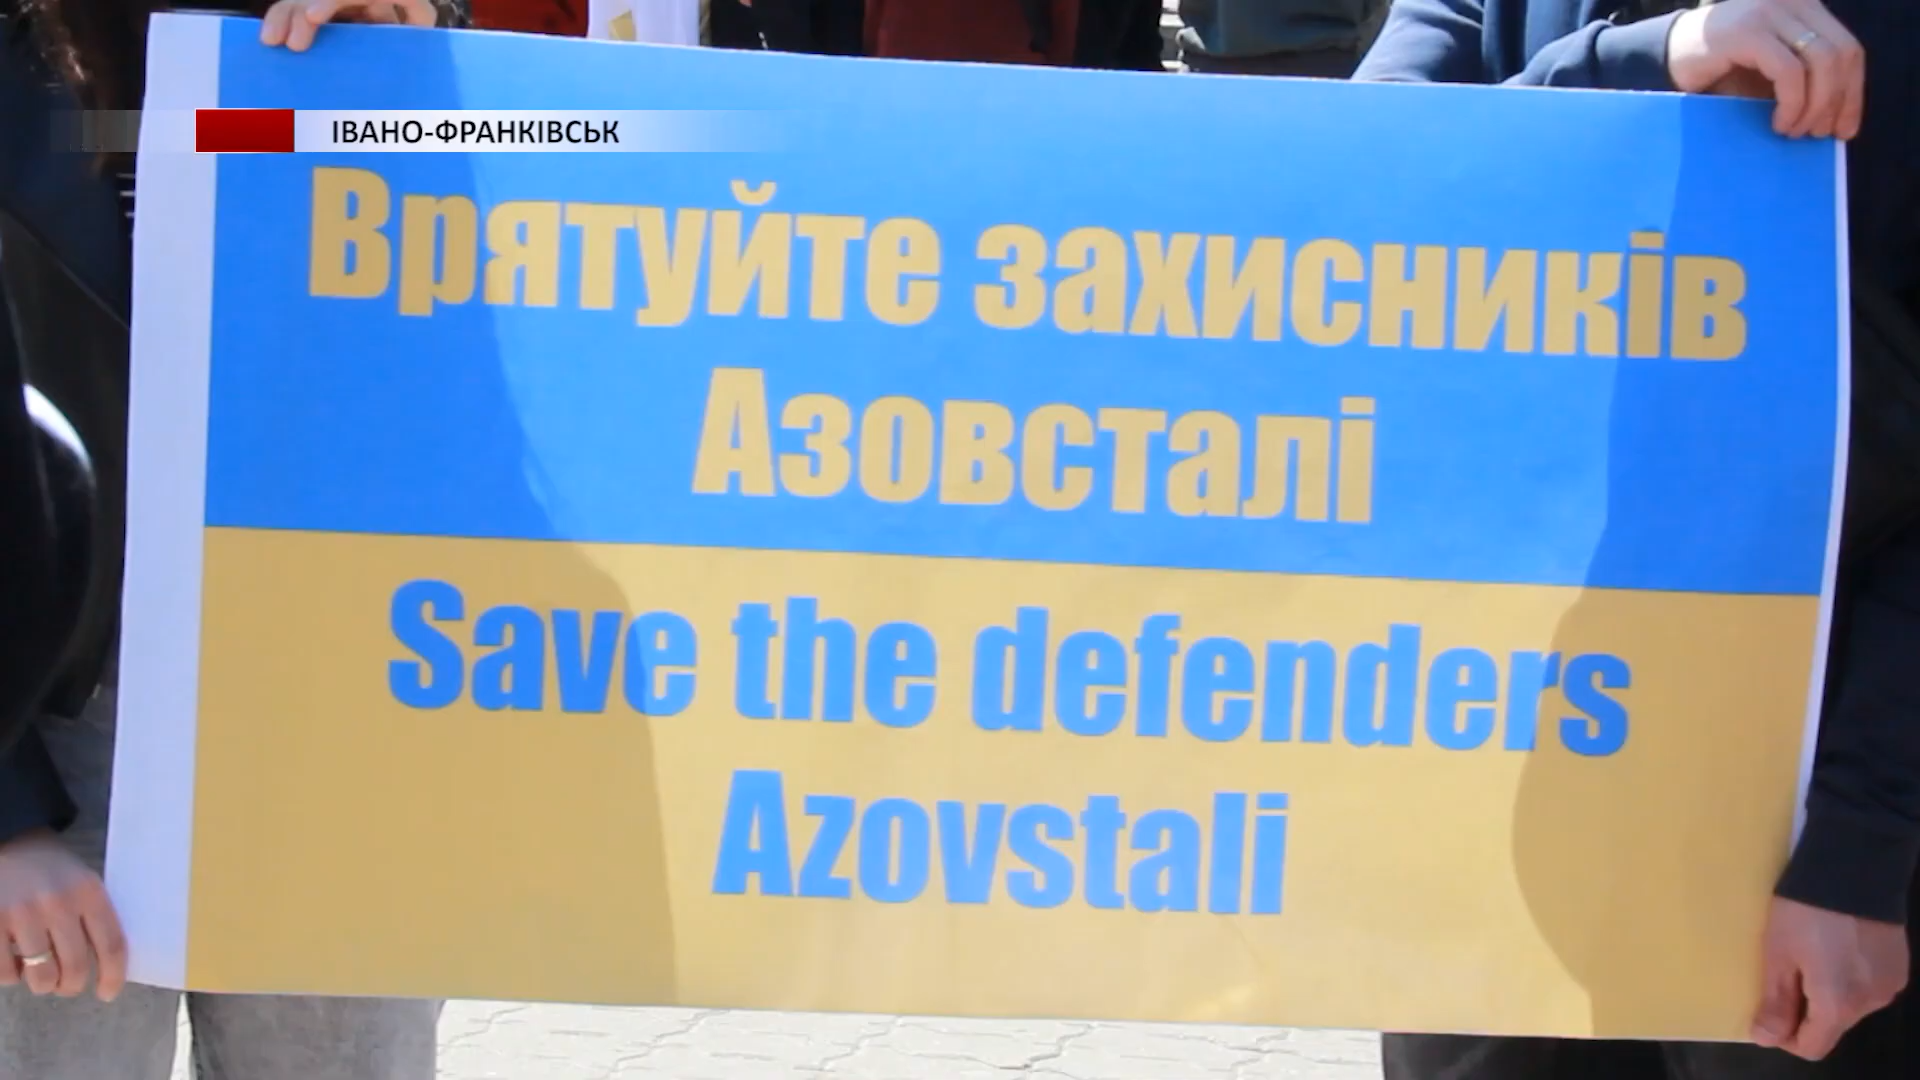 ІВАНО-ФРАНКІВСЬК
Врятуйте захисників
Азовсталі
Save the defenders
Azovstali